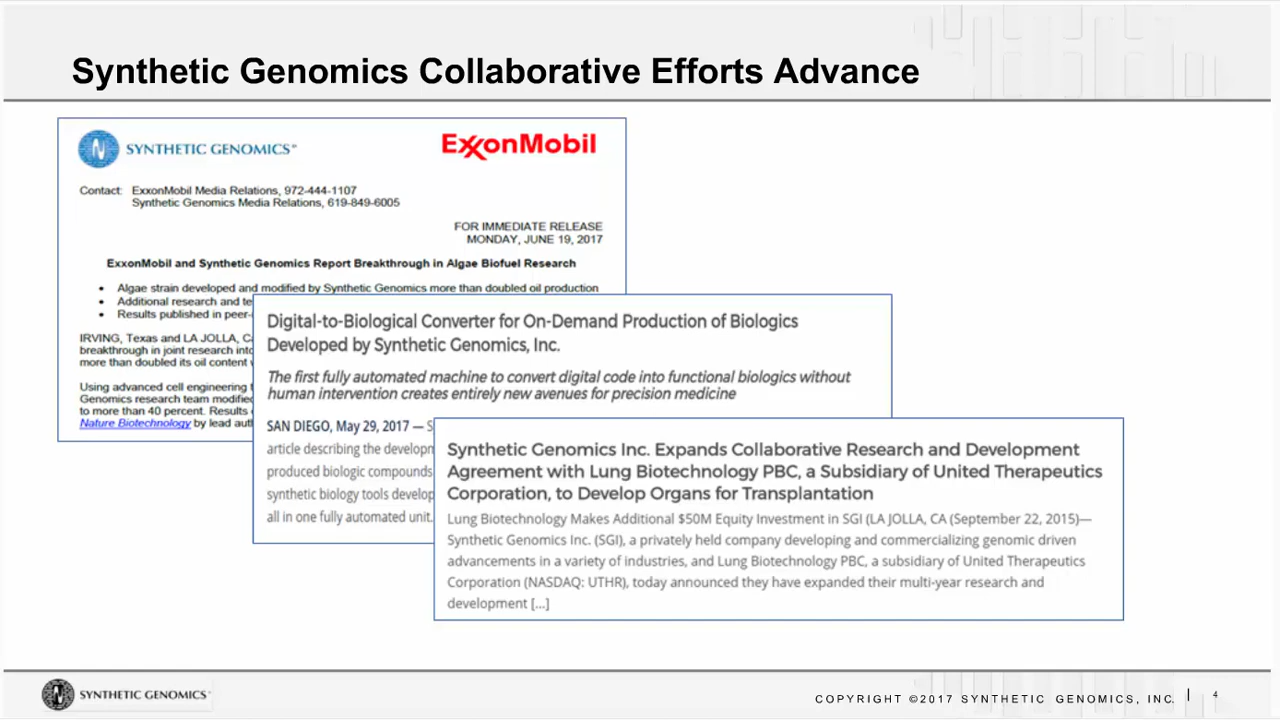 Synthetic Genomics Collaborative Efforts Advance
SYNTHETIC GENOMICS®
ExxonMobil
Contact: ExxonMobil Media Relations, 972-444-1107
Synthetic Genomics Media Relations, 619-849-6005
FOR IMMEDIATE RELEASE
MONDAY, JUNE 19, 2017
ExxonMobil and Synthetic Genomics Report Breakthrough in Algae Biofuel Research
• Algae strain developed and modified by Synthetic Genomics more than doubled oil production
• Additional research and te
• Results published in peer-
IRVING, Texas and LA JOLLA, C
breakthrough in joint research into
more than doubled its oil content
Using advanced cell engineering
Genomics research team modified
to more than 40 percent. Results
Nature Biotechnology by lead auth
Digital-to-Biological Converter for On-Demand Production of Biologics
Developed by Synthetic Genomics, Inc.
The first fully automated machine to convert digital code into functional biologics without
human intervention creates entirely new avenues for precision medicine
SAN DIEGO, May 29, 2017 — S
article describing the developm
produced biologic compounds
synthetic biology tools develop
all in one fully automated unit.
Synthetic Genomics Inc. Expands Collaborative Research and Development
Agreement with Lung Biotechnology PBC, a Subsidiary of United Therapeutics
Corporation, to Develop Organs for Transplantation
Lung Biotechnology Makes Additional $50M Equity Investment in SGI (LA JOLLA, CA (September 22, 2015)—
Synthetic Genomics Inc. (SGI), a privately held company developing and commercializing genomic driven
advancements in a variety of industries, and Lung Biotechnology PBC, a subsidiary of United Therapeutics
Corporation (NASDAQ: UTHR), today announced they have expanded their multi-year research and
development [...]
SYNTHETIC GENOMICS®
COPYRIGHT ©2017 SYNTHETIC GENOMICS, INC. | 4